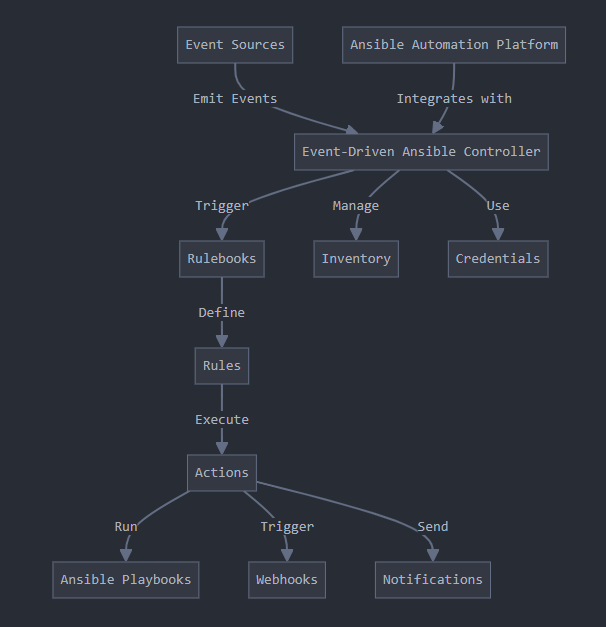 Event Sources
Ansible Automation Platform
Emit Events
Integrates with
Event-Driven Ansible Controller
Trigger
Manage
Use
Rulebooks
Inventory
Credentials
Define
Rules
Execute
Actions
Run
Trigger
Send
Ansible Playbooks
Webhooks
Notifications